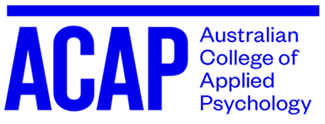 ACAP
Australian
College of
Applied
Psychology